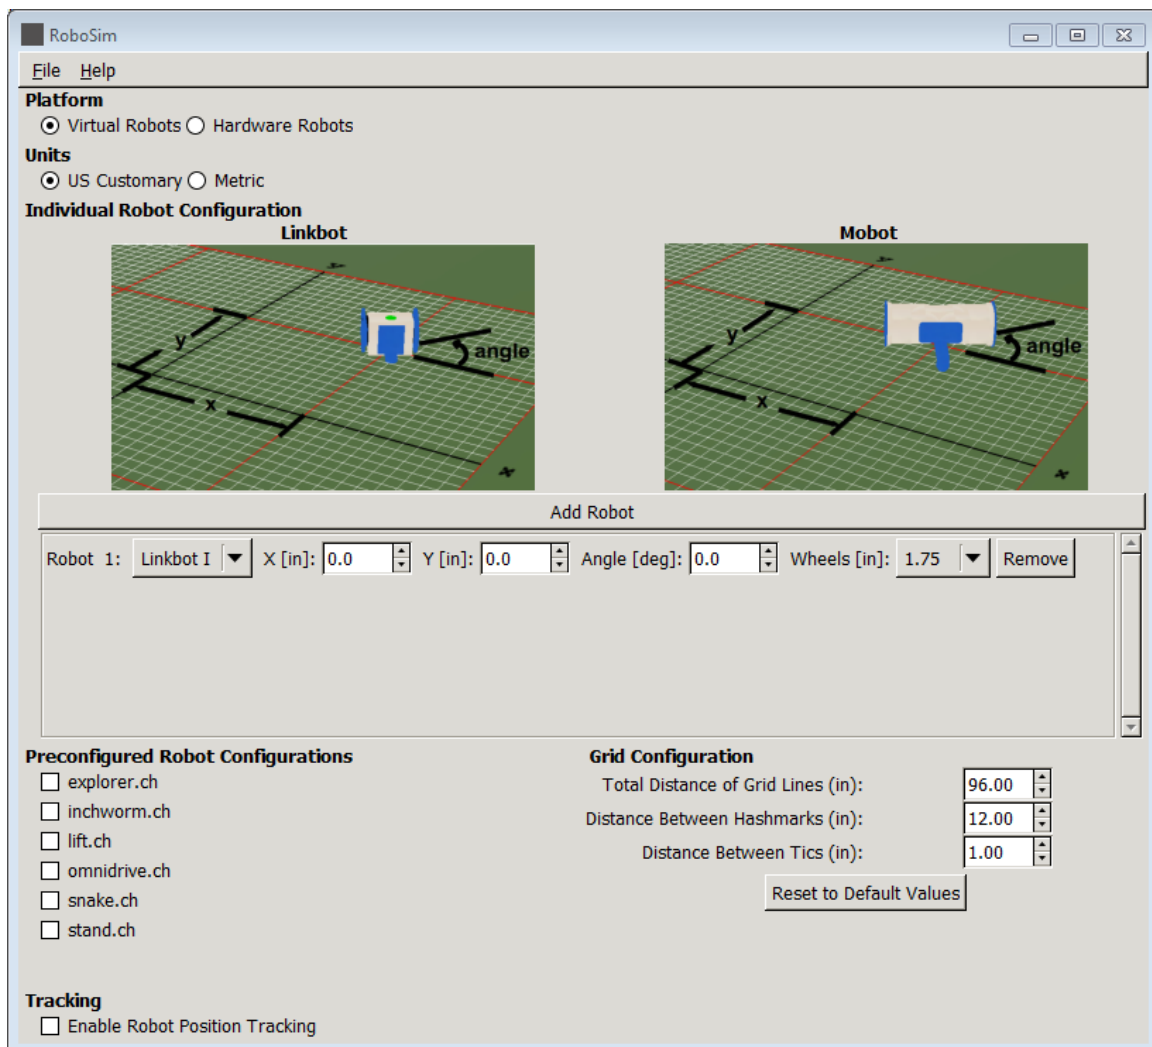 RoboSim
File Help
Platform
Virtual Robots Hardware Robots
Units
US Customary Metric
Individual Robot Configuration
Linkbot Mobot
y x angle x
y x angle x
Add Robot
Robot 1: Linkbot I X [in]: 0.0 Y [in]: 0.0 Angle [deg]: 0.0 Wheels [in]: 1.75 Remove
Preconfigured Robot Configurations
explorer.ch
inchworm.ch
lift.ch
omnidrive.ch
snake.ch
stand.ch
Grid Configuration
Total Distance of Grid Lines (in): 96.00
Distance Between Hashmarks (in): 12.00
Distance Between Tics (in): 1.00
Reset to Default Values
Tracking
Enable Robot Position Tracking